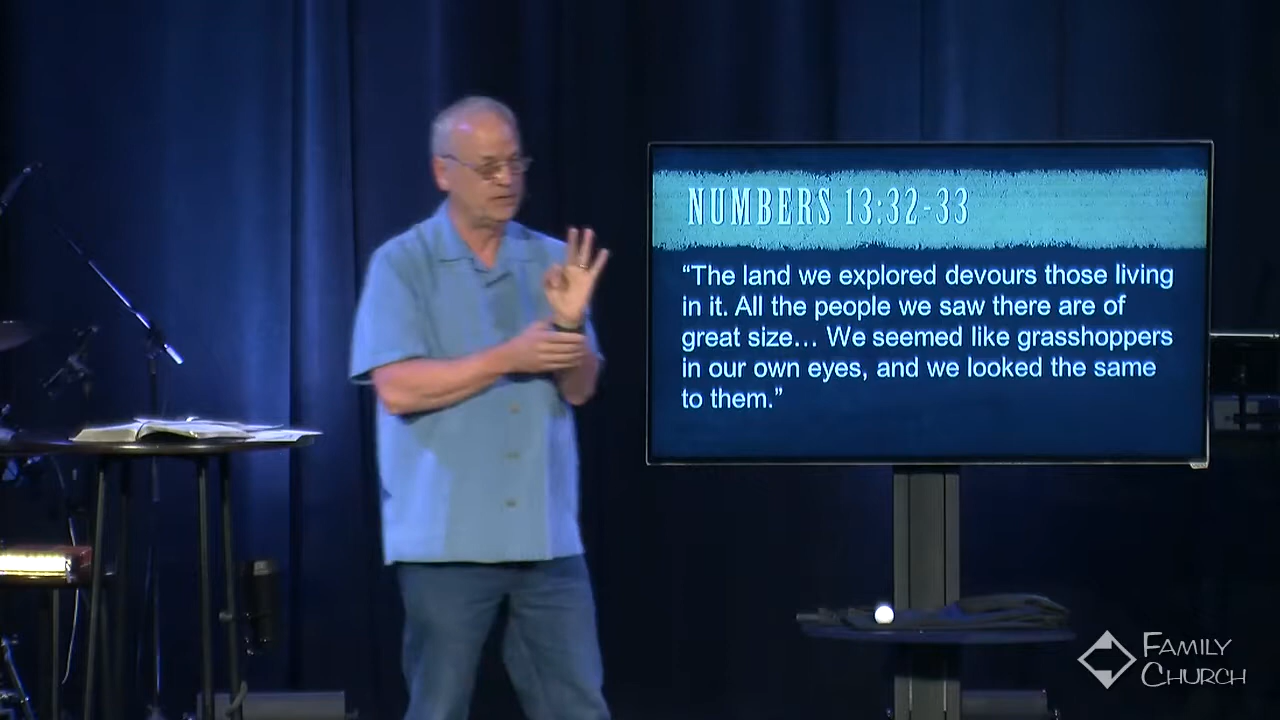 NUMBERS 13:32-33
“The land we explored devours those living
in it. All the people we saw there are of
great size… We seemed like grasshoppers
in our own eyes, and we looked the same
to them.”
FAMILY
CHURCH